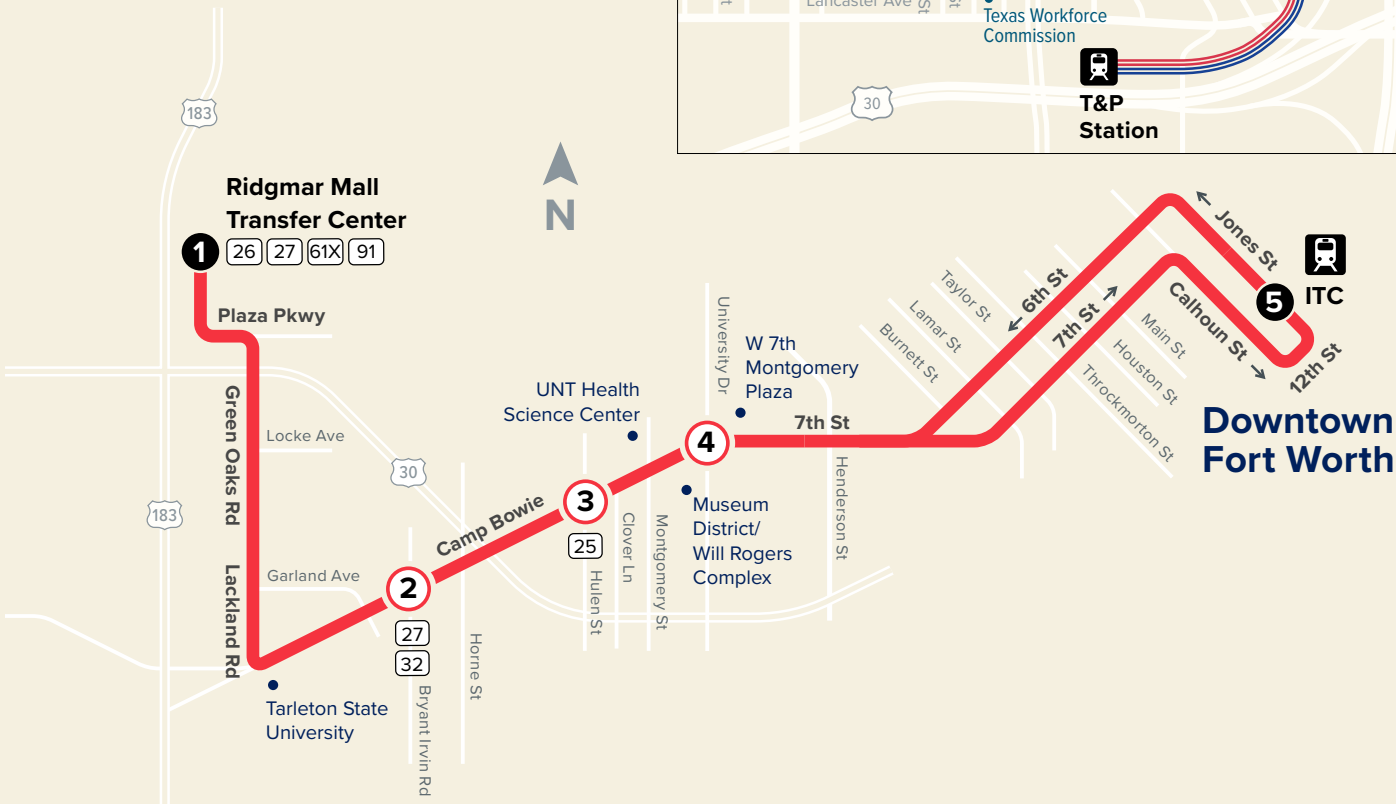 Lancaster Ave
St
St
St
Texas Workforce
Commission
T&P
Station
30
183
Ridgmar Mall
Transfer Center
1
26
27
61X
91
N
Plaza Pkwy
Green Oaks Rd
Locke Ave
30
183
Lackland Rd
Garland Ave
Tarleton State
University
2
27
32
Bryant Irvin Rd
Horne St
Camp Bowie
3
25
Hulen St
Clover Ln
Montgomery St
UNT Health
Science Center
4
University Dr
W 7th
Montgomery
Plaza
Museum
District/
Will Rogers
Complex
7th St
Henderson St
Burnett St
Lamar St
Taylor St
← 6th St
7th St →
Throckmorton St
Houston St
Main St
Calhoun St →
← Jones St
5
ITC
12th St
Downtown
Fort Worth